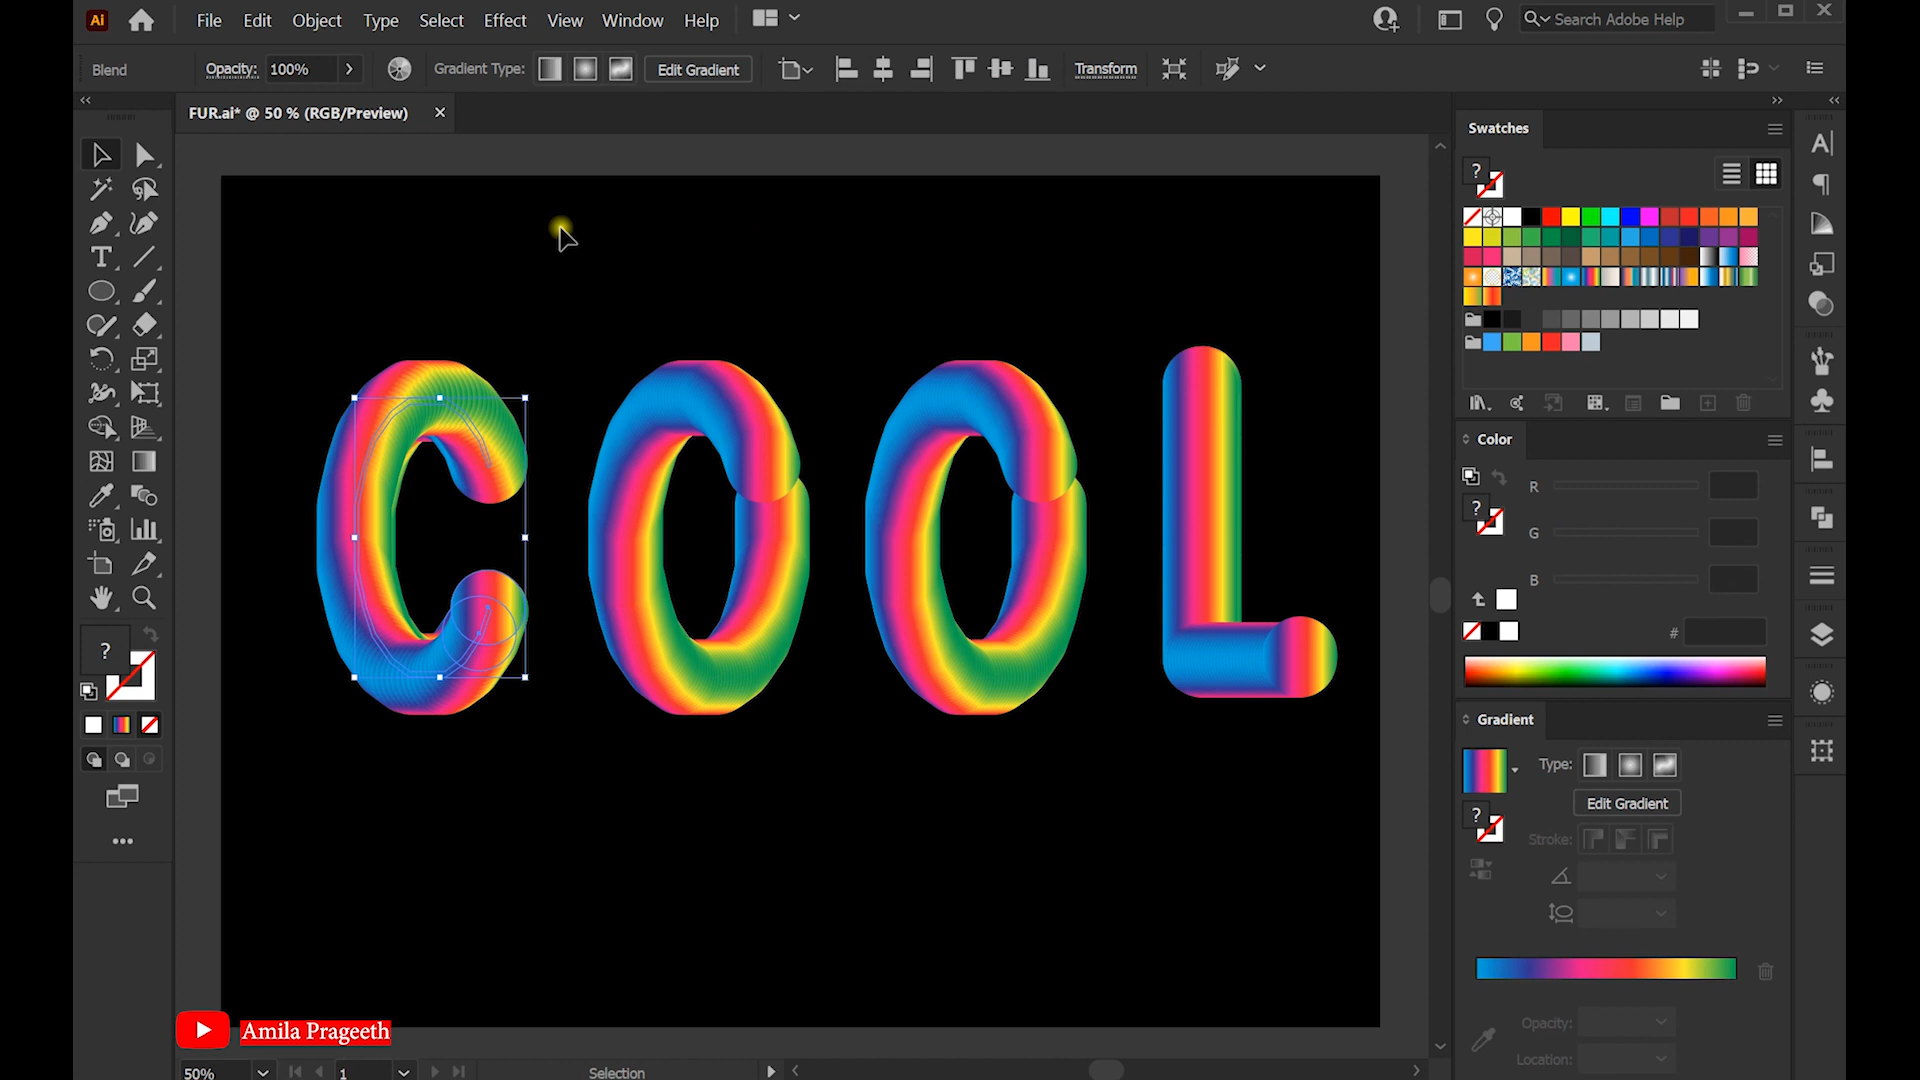 Ai File Edit Object Type Select Effect View Window Help Search Adobe Help
Blend Opacity: 100% Gradient Type: Edit Gradient Transform
FUR.ai* @ 50 % (RGB/Preview)
Swatches
COOL
Color
R
G
B
#
Gradient
Type:
Edit Gradient
Stroke:
Opacity:
Location:
Amila Prageeth
50% 1 Selection